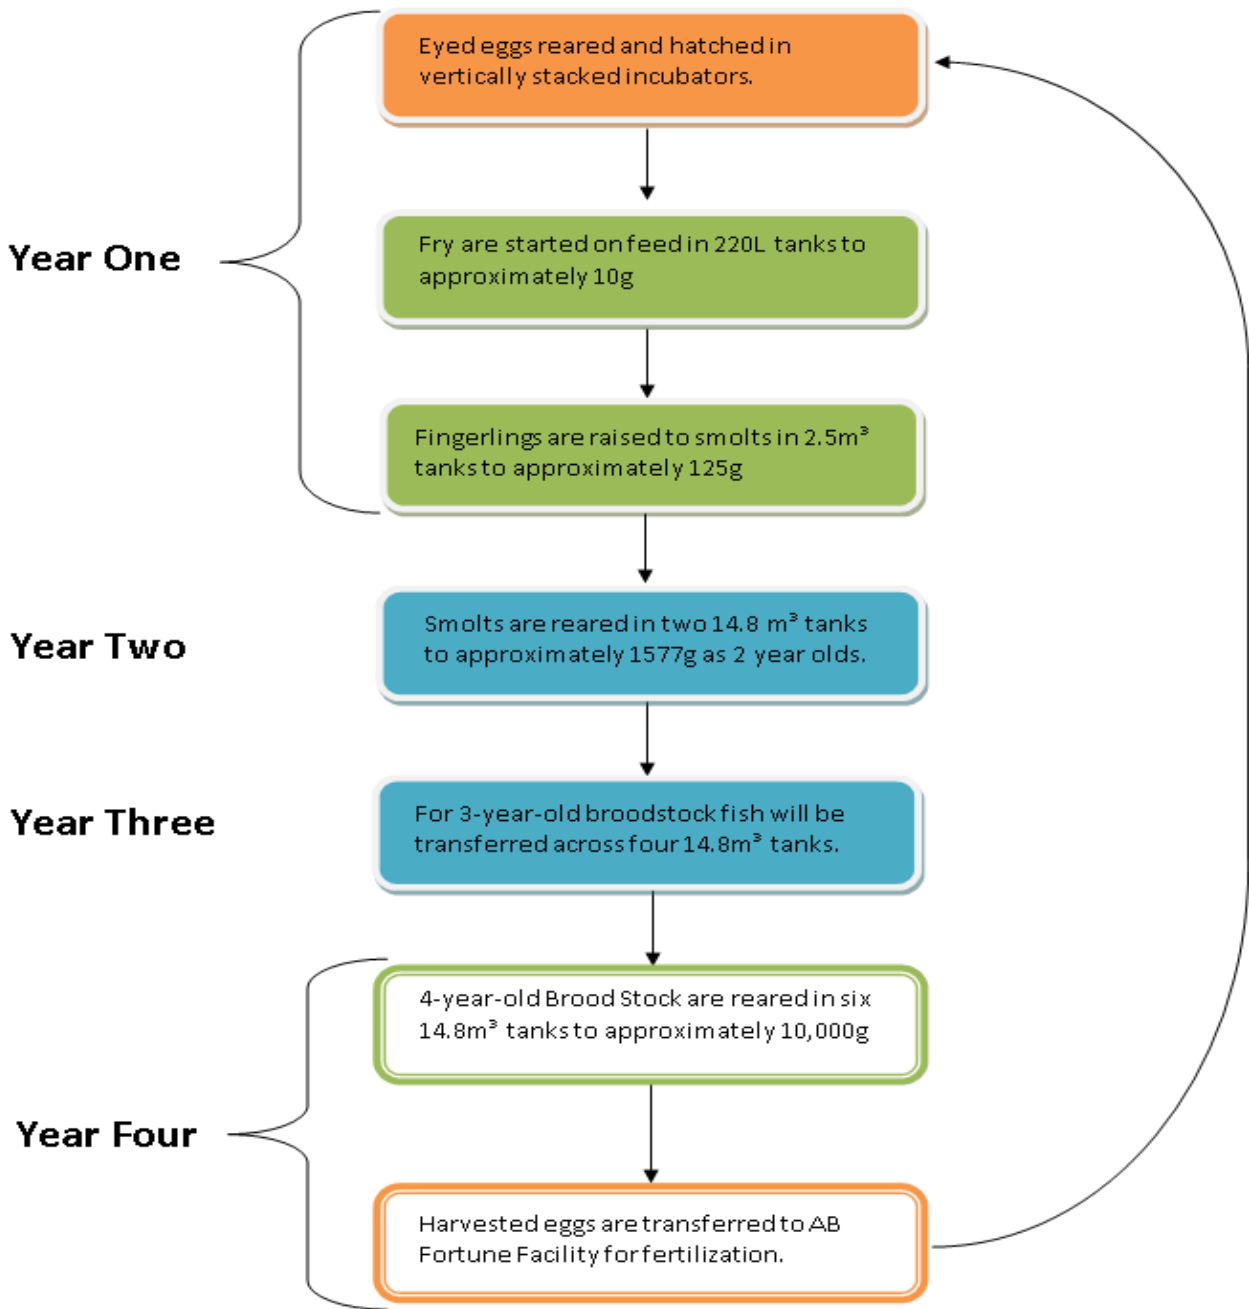 Eyed eggs reared and hatched in
vertically stacked incubators.
Year One
Fry are started on feed in 220L tanks to
approximately 10g
Fingerlings are raised to smolts in 2.5m³
tanks to approximately 125g
Year Two
Smolts are reared in two 14.8 m³ tanks
to approximately 1577g as 2 year olds.
Year Three
For 3-year-old broodstock fish will be
transferred across four 14.8m³ tanks.
4-year-old Brood Stock are reared in six
14.8m³ tanks to approximately 10,000g
Year Four
Harvested eggs are transferred to AB
Fortune Facility for fertilization.